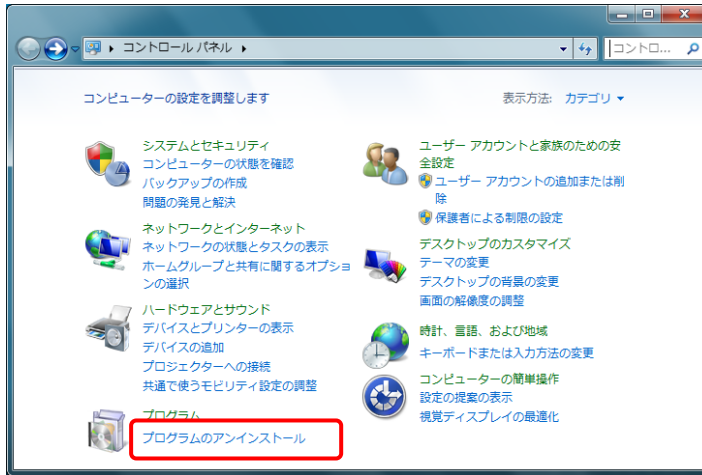 コントロール パネル
コントロ...
コンピューターの設定を調整します
表示方法: カテゴリ
システムとセキュリティ
コンピューターの状態を確認
バックアップの作成
問題の発見と解決
ネットワークとインターネット
ネットワークの状態とタスクの表示
ホームグループと共有に関するオプショ
ンの選択
ハードウェアとサウンド
デバイスとプリンターの表示
デバイスの追加
プロジェクターへの接続
共通で使うモビリティ設定の調整
プログラム
プログラムのアンインストール
ユーザー アカウントと家族のための安
全設定
ユーザー アカウントの追加または削
除
保護者による制限の設定
デスクトップのカスタマイズ
テーマの変更
デスクトップの背景の変更
画面の解像度の調整
時計、言語、および地域
キーボードまたは入力方法の変更
コンピューターの簡単操作
設定の提案の表示
視覚ディスプレイの最適化